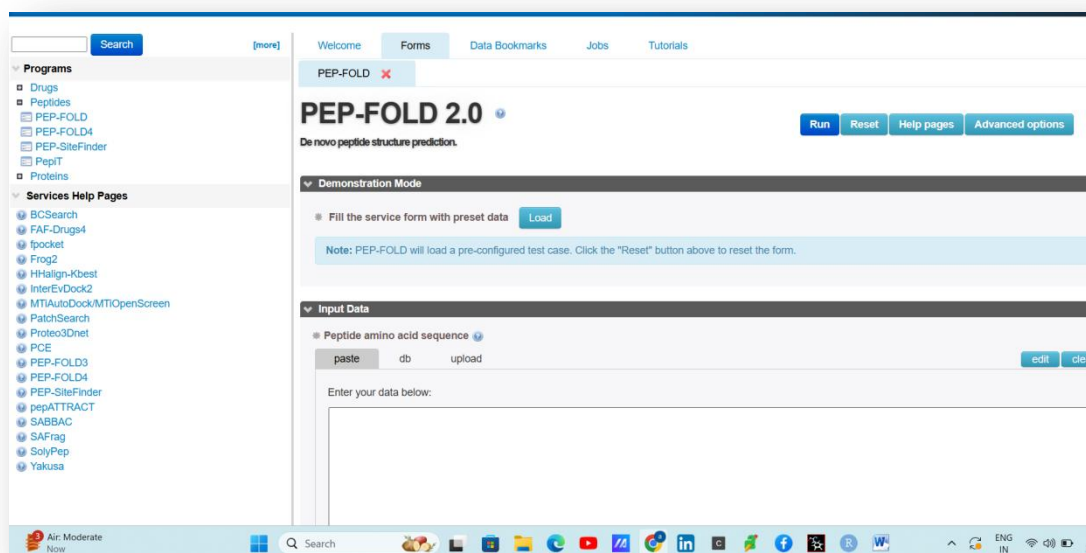 Search
[more]
Programs
Drugs
Peptides
PEP-FOLD
PEP-FOLD4
PEP-SiteFinder
PepiT
Proteins
Services Help Pages
BCSearch
FAF-Drugs4
fpocket
Frog2
HHalign-Kbest
InterEvDock2
MTiAutoDock/MTiOpenScreen
PatchSearch
Proteo3Dnet
PCE
PEP-FOLD3
PEP-FOLD4
PEP-SiteFinder
pepATTRACT
SABBAC
SAFrag
SolyPep
Yakusa
Welcome Forms Data Bookmarks Jobs Tutorials
PEP-FOLD
PEP-FOLD 2.0
Run Reset Help pages Advanced options
De novo peptide structure prediction.
Demonstration Mode
Fill the service form with preset data Load
Note: PEP-FOLD will load a pre-configured test case. Click the "Reset" button above to reset the form.
Input Data
Peptide amino acid sequence
paste db upload edit cle
Enter your data below:
3 Air: Moderate
Now
Search
in C R W
ENG
IN